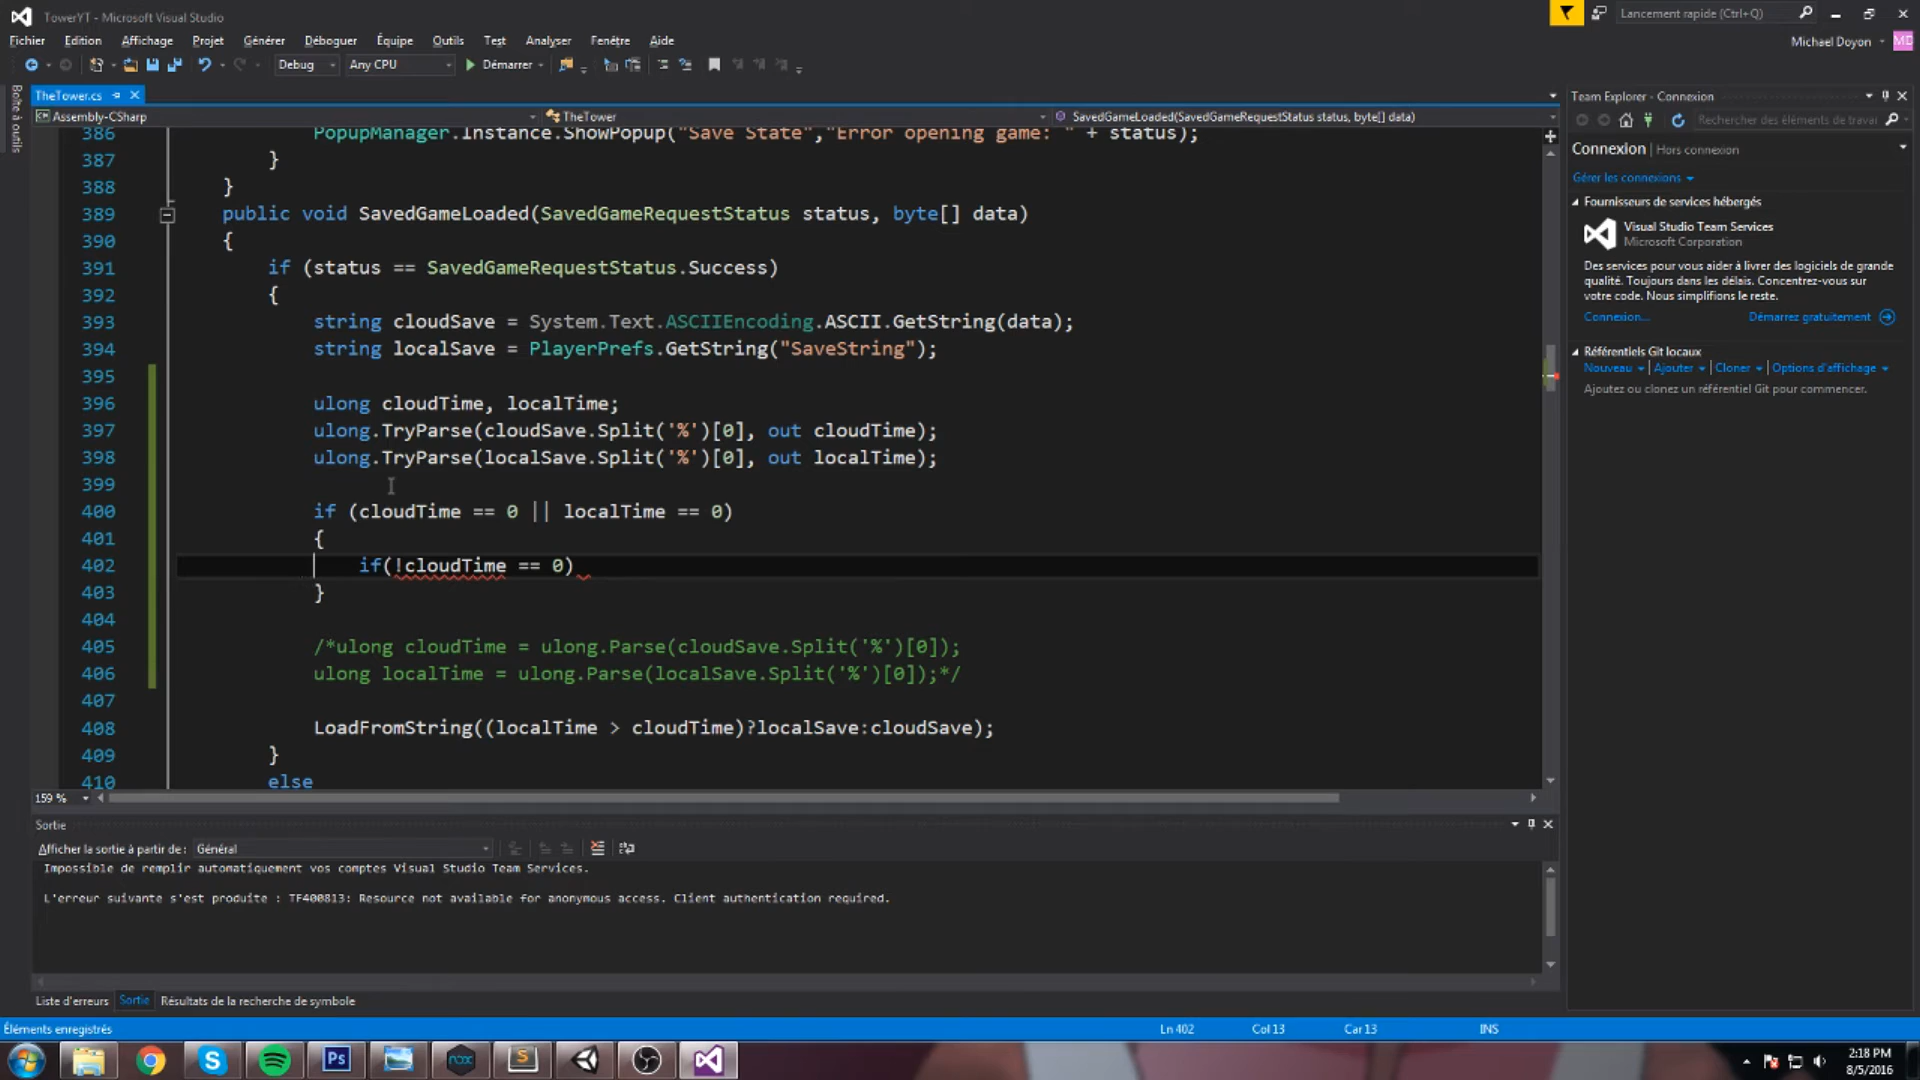 TowerYT - Microsoft Visual Studio
Lancement rapide (Ctrl+Q)
Fichier Edition Affichage Projet Générer Déboguer Équipe Outils Test Analyser Fenêtre Aide
Michael Doyon MD
Debug Any CPU Démarrer
Boîte à outils
TheTower.cs
Assembly-CSharp TheTower SavedGameLoaded(SavedGameRequestStatus status, byte[] data)
386 PopupManager.Instance.ShowPopup("Save State","Error opening game: " + status);
387 }
388 }
389 public void SavedGameLoaded(SavedGameRequestStatus status, byte[] data)
390 {
391 if (status == SavedGameRequestStatus.Success)
392 {
393 string cloudSave = System.Text.ASCIIEncoding.ASCII.GetString(data);
394 string localSave = PlayerPrefs.GetString("SaveString");
395
396 ulong cloudTime, localTime;
397 ulong.TryParse(cloudSave.Split('%')[0], out cloudTime);
398 ulong.TryParse(localSave.Split('%')[0], out localTime);
399
400 if (cloudTime == 0 || localTime == 0)
401 {
402 if(!cloudTime == 0)
403 }
404
405 /*ulong cloudTime = ulong.Parse(cloudSave.Split('%')[0]);
406 ulong localTime = ulong.Parse(localSave.Split('%')[0]);*/
407
408 LoadFromString((localTime > cloudTime)?localSave:cloudSave);
409 }
410 else
159 %
Team Explorer - Connexion
Rechercher des éléments de travai
Connexion | Hors connexion
Gérer les connexions
Fournisseurs de services hébergés
Visual Studio Team Services
Microsoft Corporation
Des services pour vous aider à livrer des logiciels de grande
qualité. Toujours dans les délais. Concentrez-vous sur
votre code. Nous simplifions le reste.
Connexion... Démarrez gratuitement
Référentiels Git locaux
Nouveau Ajouter Cloner Options d'affichage
Ajoutez ou clonez un référentiel Git pour commencer.
Sortie
Afficher la sortie à partir de : Général
Impossible de remplir automatiquement vos comptes Visual Studio Team Services.
L'erreur suivante s'est produite : TF400813: Resource not available for anonymous access. Client authentication required.
Liste d'erreurs Sortie Résultats de la recherche de symbole
Éléments enregistrés Ln 402 Col 13 Car 13 INS
Ps nox S
2:18 PM
8/5/2016